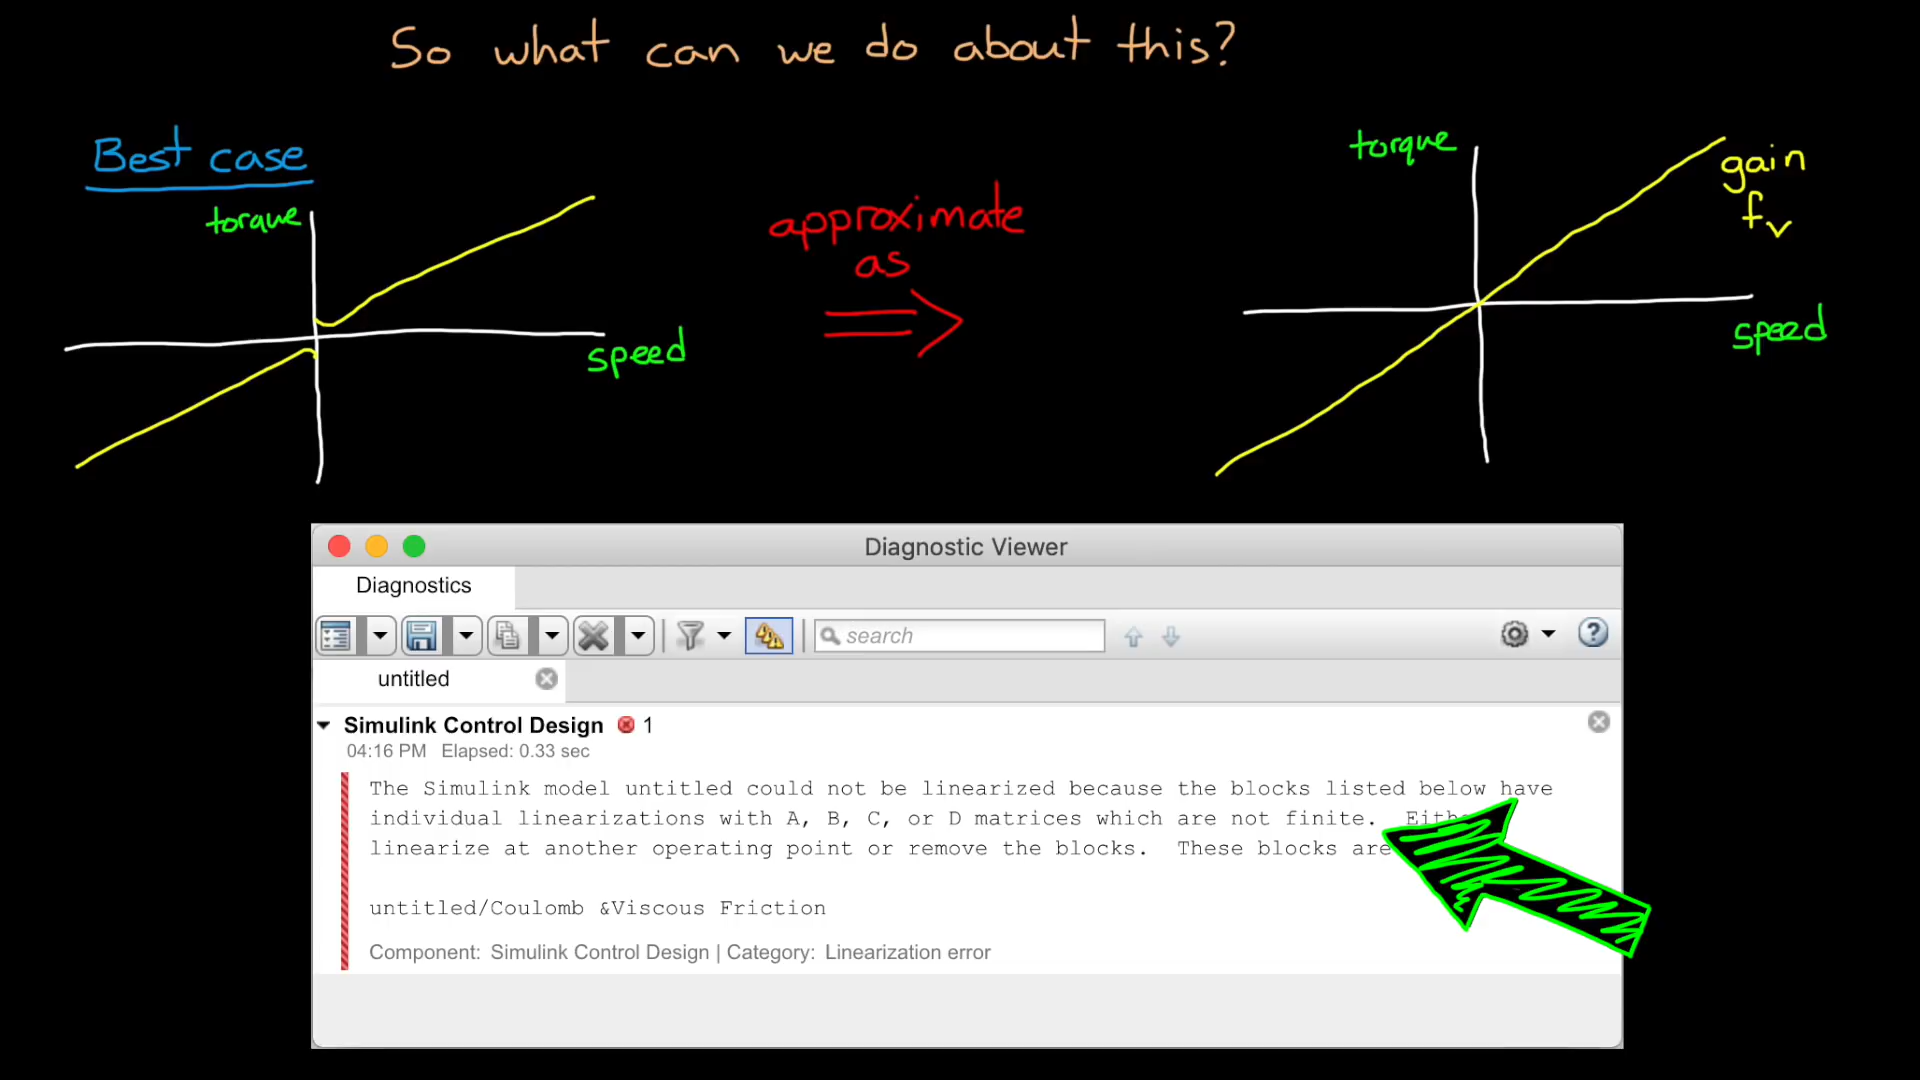 So what can we do about this?
Best case
torque
speed
approximate
as
torque
gain
fv
speed
Diagnostic Viewer
Diagnostics
search
untitled
Simulink Control Design 1
04:16 PM Elapsed: 0.33 sec
The Simulink model untitled could not be linearized because the blocks listed below have
individual linearizations with A, B, C, or D matrices which are not finite.
linearize at another operating point or remove the blocks. These blocks are
untitled/Coulomb &Viscous Friction
Component: Simulink Control Design | Category: Linearization error